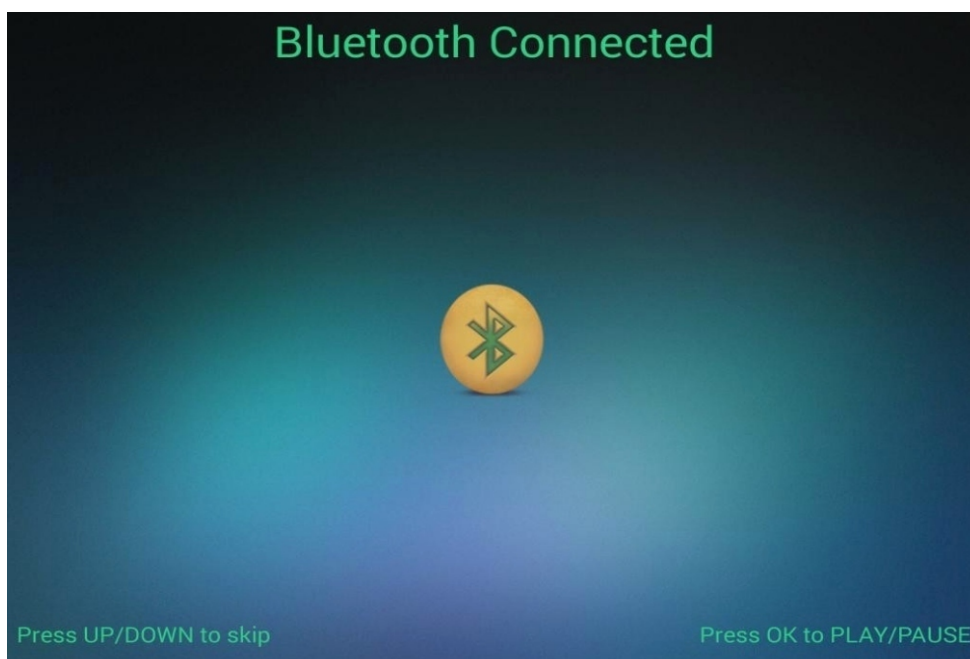 Bluetooth Connected
Press UP/DOWN to skip
Press OK to PLAY/PAUSE